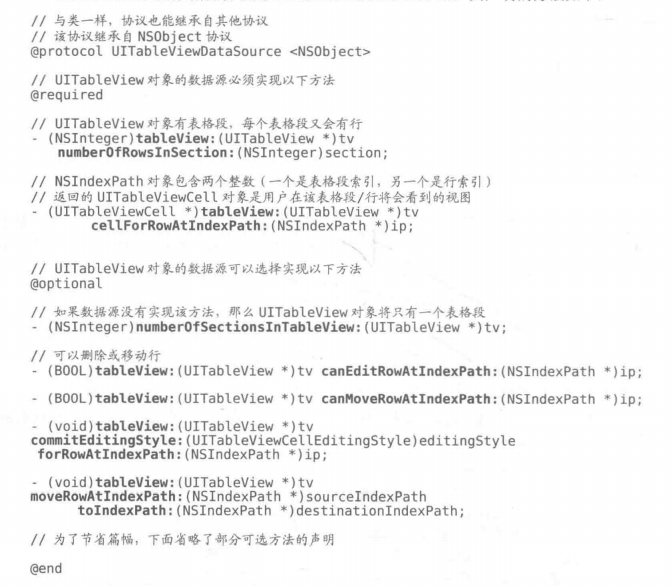 // 与类一样，协议也能继承自其他协议
// 该协议继承自 NSObject 协议
@protocol UITableViewDataSource <NSObject>
// UITableView 对象的数据源必须实现以下方法
@required
// UITableView 对象有表格段，每个表格段又会有行
- (NSInteger)tableView:(UITableView *)tv
numberOfRowsInSection:(NSInteger)section;
// NSIndexPath 对象包含两个整数（一个是表格段索引，另一个是行索引）
// 返回的 UITableViewCell 对象是用户在该表格段/行将会看到的视图
- (UITableViewCell *)tableView:(UITableView *)tv
cellForRowAtIndexPath:(NSIndexPath *)ip;
// UITableView 对象的数据源可以选择实现以下方法
@optional
// 如果数据源没有实现该方法，那么 UITableView 对象将只有一个表格段
- (NSInteger)numberOfSectionsInTableView:(UITableView *)tv;
// 可以删除或移动行
- (BOOL)tableView:(UITableView *)tv canEditRowAtIndexPath:(NSIndexPath *)ip;
- (BOOL)tableView:(UITableView *)tv canMoveRowAtIndexPath:(NSIndexPath *)ip;
- (void)tableView:(UITableView *)tv
commitEditingStyle:(UITableViewCellEditingStyle)editingStyle
forRowAtIndexPath:(NSIndexPath *)ip;
- (void)tableView:(UITableView *)tv
moveRowAtIndexPath:(NSIndexPath *)sourceIndexPath
toIndexPath:(NSIndexPath *)destinationIndexPath;
// 为了节省篇幅，下面省略了部分可选方法的声明
@end